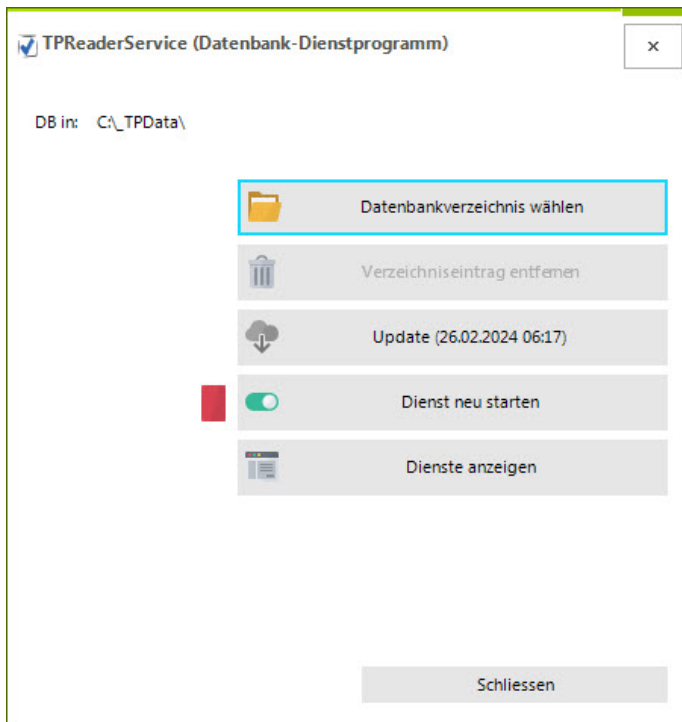 TPReaderService (Datenbank-Dienstprogramm)
DB in: C:\_TPData\
Datenbankverzeichnis wählen
Verzeichniseintrag entfernen
Update (26.02.2024 06:17)
Dienst neu starten
Dienste anzeigen
Schliessen